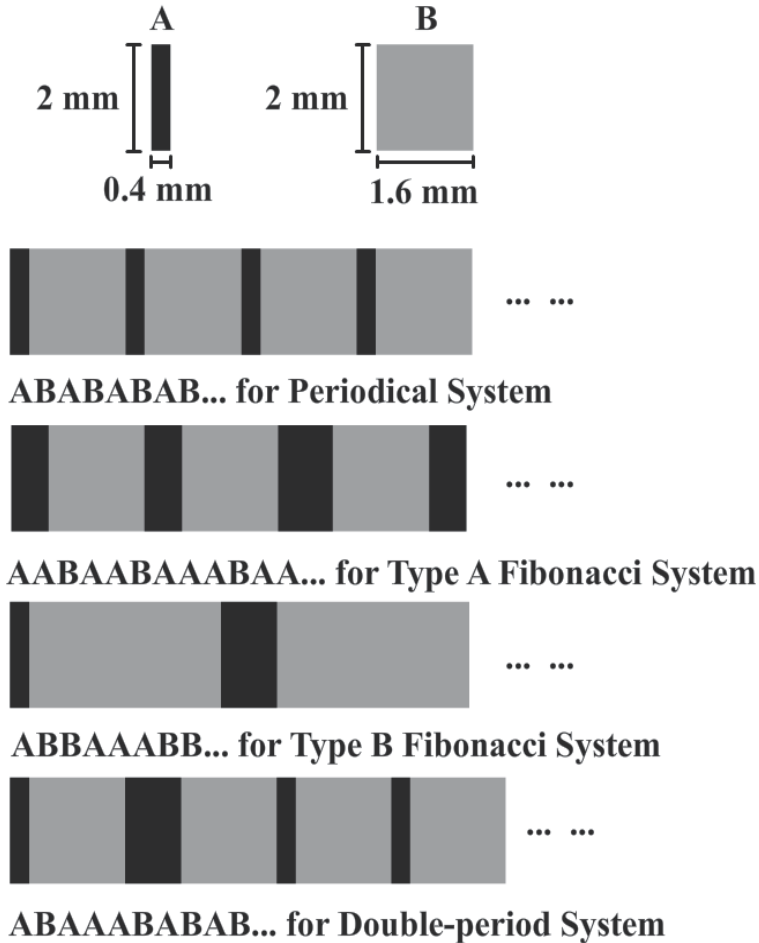 A B
2 mm 2 mm
0.4 mm 1.6 mm
... ...
ABABABAB... for Periodical System
... ...
AABAABAAABAA... for Type A Fibonacci System
... ...
ABBAAABB... for Type B Fibonacci System
... ...
ABAAABABAB... for Double-period System